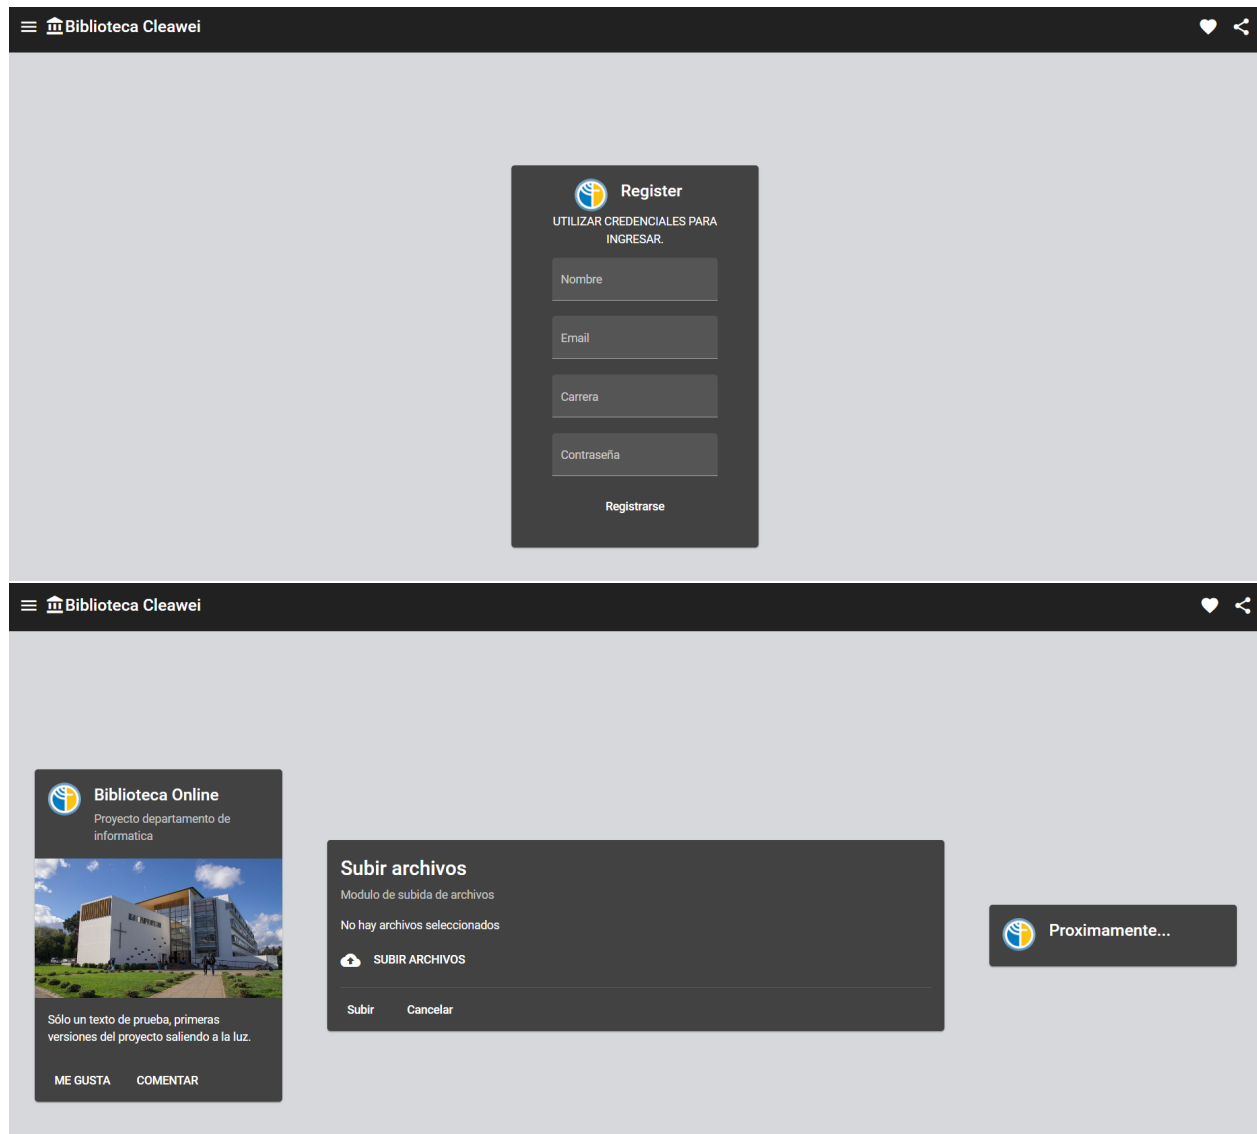 Biblioteca Cleawei
Register
UTILIZAR CREDENCIALES PARA
INGRESAR.
Nombre
Email
Carrera
Contraseña
Registrarse
Biblioteca Cleawei
Biblioteca Online
Proyecto departamento de
informatica
Sólo un texto de prueba, primeras
versiones del proyecto saliendo a la luz.
ME GUSTA COMENTAR
Subir archivos
Modulo de subida de archivos
No hay archivos seleccionados
SUBIR ARCHIVOS
Subir Cancelar
Proximamente...